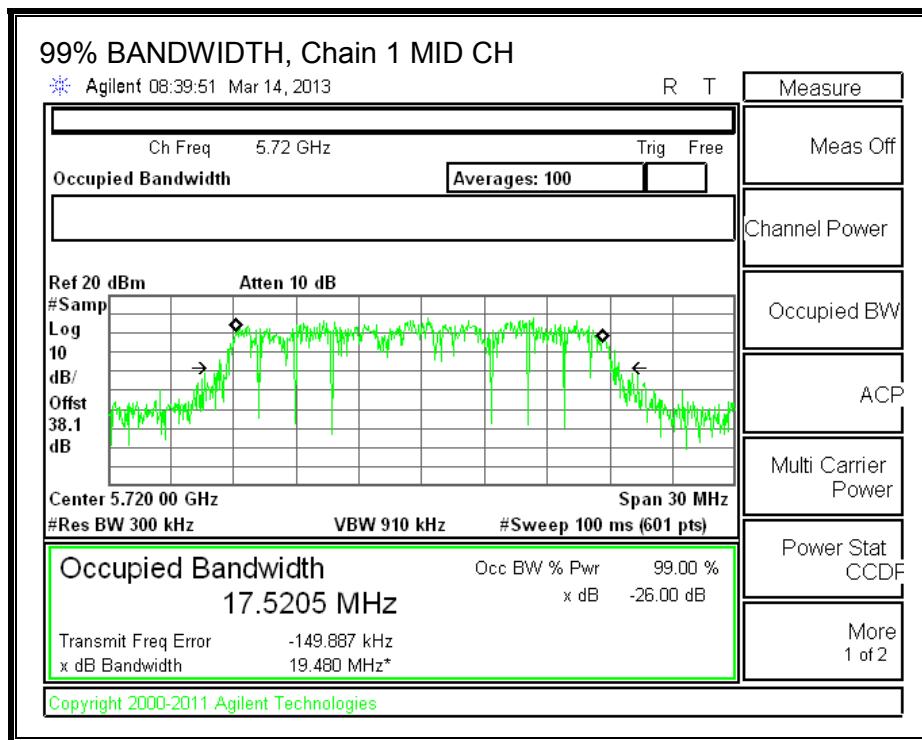 99% BANDWIDTH, Chain 1 MID CH
Agilent 08:39:51 Mar 14, 2013 R T
Measure
Ch Freq 5.72 GHz Trig Free
Occupied Bandwidth Averages: 100
Ref 20 dBm Atten 10 dB
#Samp
Log
10
dB/
Offst
38.1
dB
Center 5.720 00 GHz Span 30 MHz
#Res BW 300 kHz VBW 910 kHz #Sweep 100 ms (601 pts)
Occupied Bandwidth Occ BW % Pwr 99.00 %
17.5205 MHz x dB -26.00 dB
Transmit Freq Error -149.887 kHz
x dB Bandwidth 19.480 MHz*
Meas Off
Channel Power
Occupied BW
ACP
Multi Carrier
Power
Power Stat
CCDF
More
1 of 2
Copyright 2000-2011 Agilent Technologies